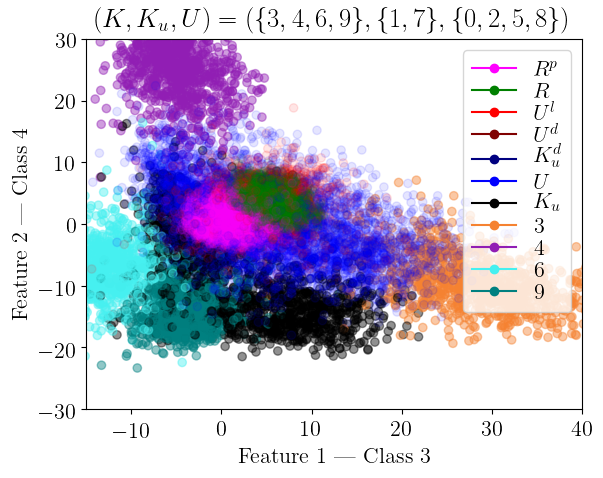 (K, K_u, U) = ({3, 4, 6, 9}, {1, 7}, {0, 2, 5, 8})
30
20
10
0
−10
−20
−30
Feature 2 — Class 4
R^p
R
U^l
U^d
K_u^d
U
K_u
3
4
6
9
−10
0
10
20
30
40
Feature 1 — Class 3